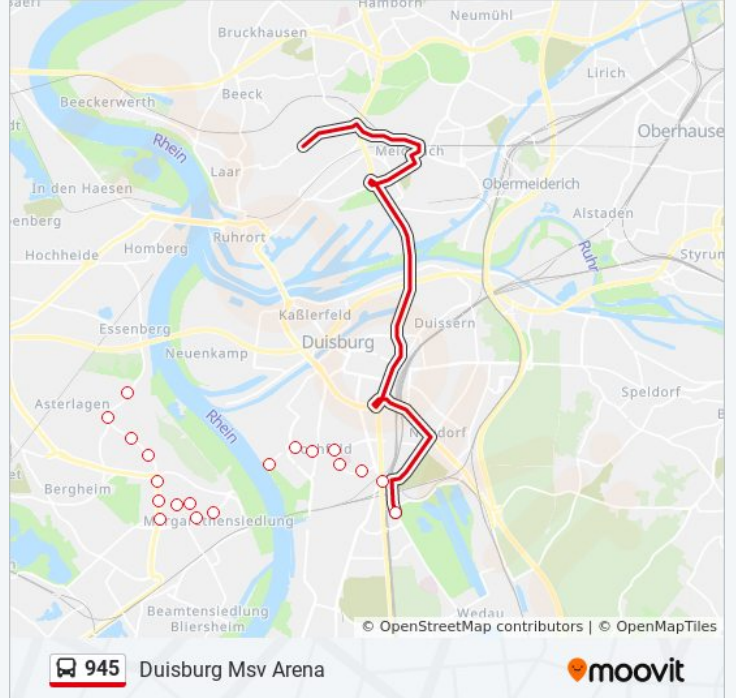 Baerl
Hamborn
Neumühl
Bruckhausen
Lirich
Beeck
Beeckerwerth
Oberhause
Rhein
Laar
Obermeiderich
In den Haesen
Alstaden
Ruhrort
Hochheide
Homberg
Ruhr
Styrum
Kaßlerfeld
Duissern
Essenberg
Duisburg
Neuenkamp
Speldorf
Asterlagen
Rhein
Bergheim
Beamtensiedlung
Bliersheim
Wedau
© OpenStreetMap contributors | © OpenMapTiles
945 Duisburg Msv Arena
moovit